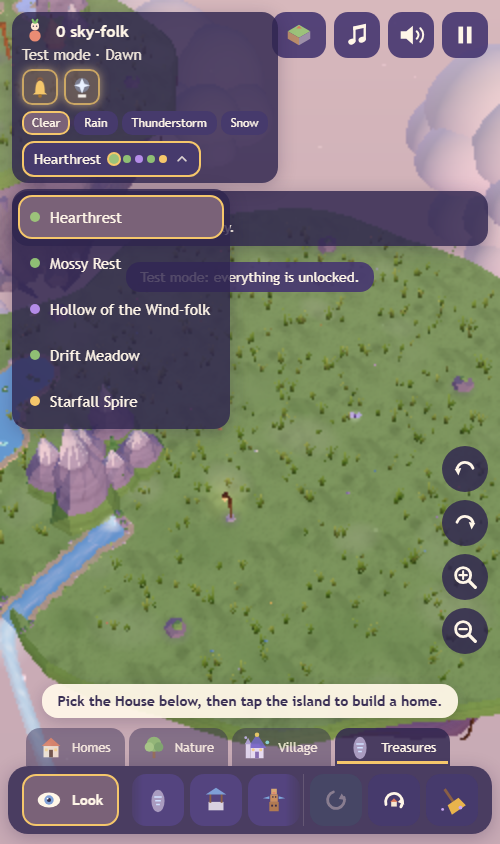 0 sky-folk
Test mode · Dawn
Clear Rain Thunderstorm Snow
Hearthrest
Hearthrest
Mossy Rest
Test mode: everything is unlocked.
Hollow of the Wind-folk
Drift Meadow
Starfall Spire
Pick the House below, then tap the island to build a home.
Homes Nature Village Treasures
Look